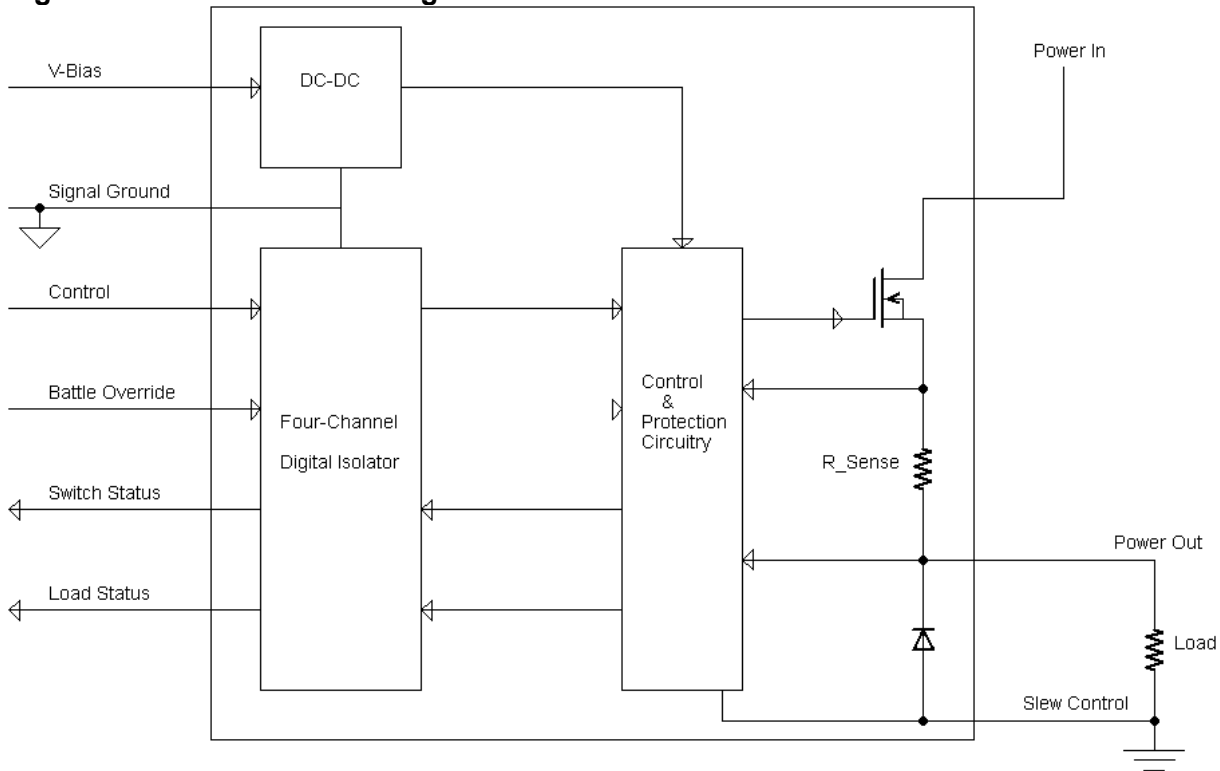 V-Bias
DC-DC
Power In
Signal Ground
Control
Battle Override
Four-Channel
Digital Isolator
Control
&
Protection
Circuitry
R_Sense
Switch Status
Load Status
Power Out
Load
Slew Control